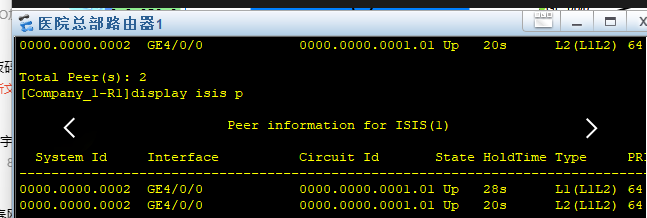 医院总部路由器1
0000.0000.0002 GE4/0/0 0000.0000.0001.01 Up 20s L2(L1L2) 64
Total Peer(s): 2
[Company_1-R1]display isis p
Peer information for ISIS(1)
System Id Interface Circuit Id State HoldTime Type PRI
--------------------------------------------------------------------------------
0000.0000.0002 GE4/0/0 0000.0000.0001.01 Up 28s L1(L1L2) 64
0000.0000.0002 GE4/0/0 0000.0000.0001.01 Up 20s L2(L1L2) 64